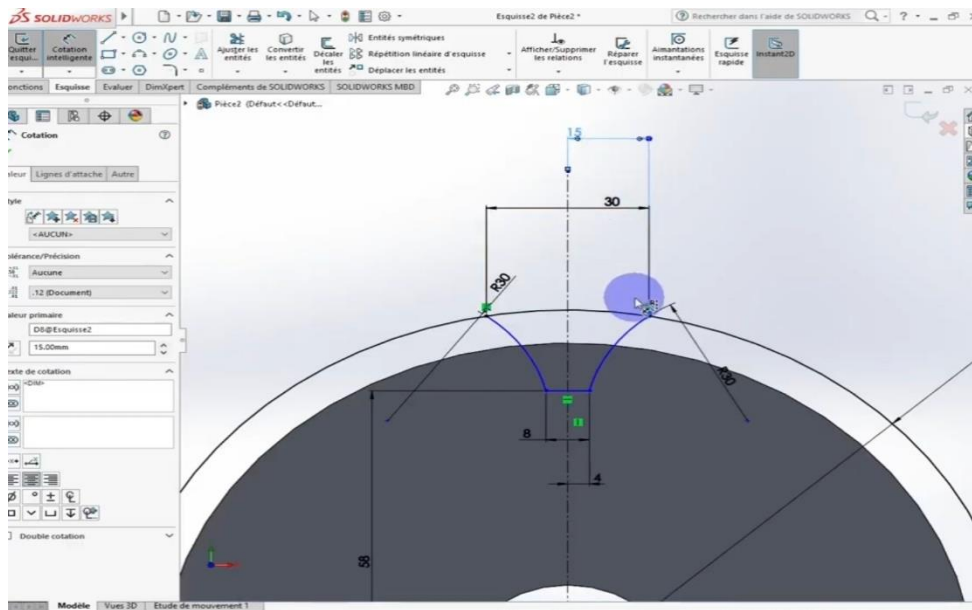 SOLIDWORKS
Esquisse2 de Pièce2 *
Rechercher dans l'aide de SOLIDWORKS
Quitter
esqui...
Cotation
intelligente
Ajuster les
entités
Convertir
les entités
Décaler
les
entités
Entités symétriques
Répétition linéaire d'esquisse
Déplacer les entités
Afficher/Supprimer
les relations
Réparer
l'esquisse
Aimantations
instantanées
Esquisse
rapide
Instant2D
onctions
Esquisse
Evaluer
DimXpert
Compléments de SOLIDWORKS
SOLIDWORKS MBD
Pièce2 (Défaut<<Défaut...
Cotation
aleur
Lignes d'attache
Autre
tyle
<AUCUN>
olérance/Précision
Aucune
.12 (Document)
aleur primaire
D8@Esquisse2
15.00mm
exte de cotation
<DIM>
Double cotation
15
30
R30
R30
8
4
58
Modèle
Vues 3D
Etude de mouvement 1